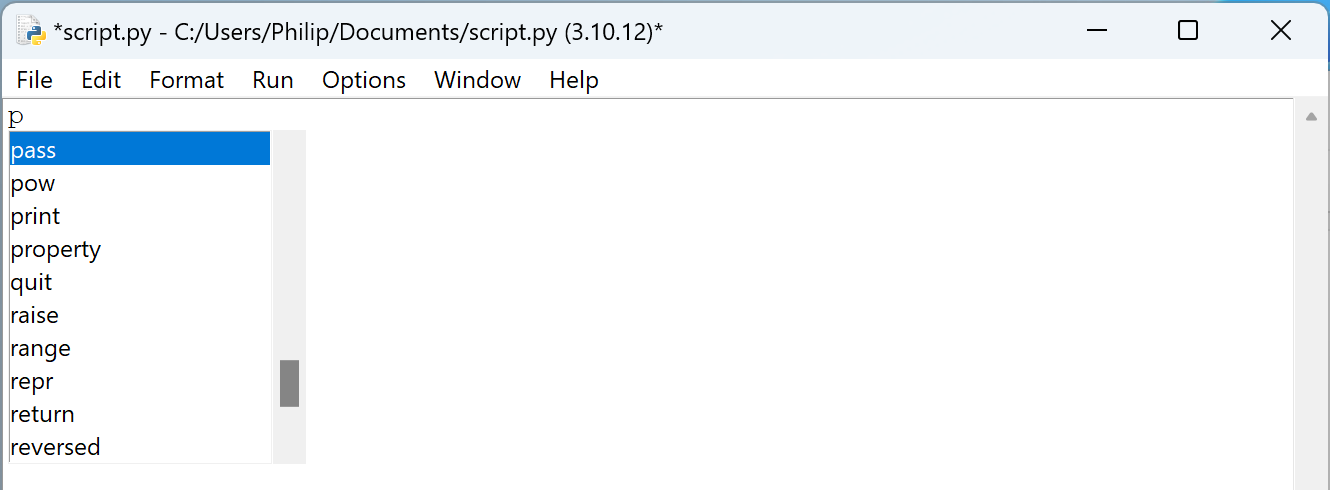 *script.py - C:/Users/Philip/Documents/script.py (3.10.12)*
File Edit Format Run Options Window Help
p
pass
pow
print
property
quit
raise
range
repr
return
reversed